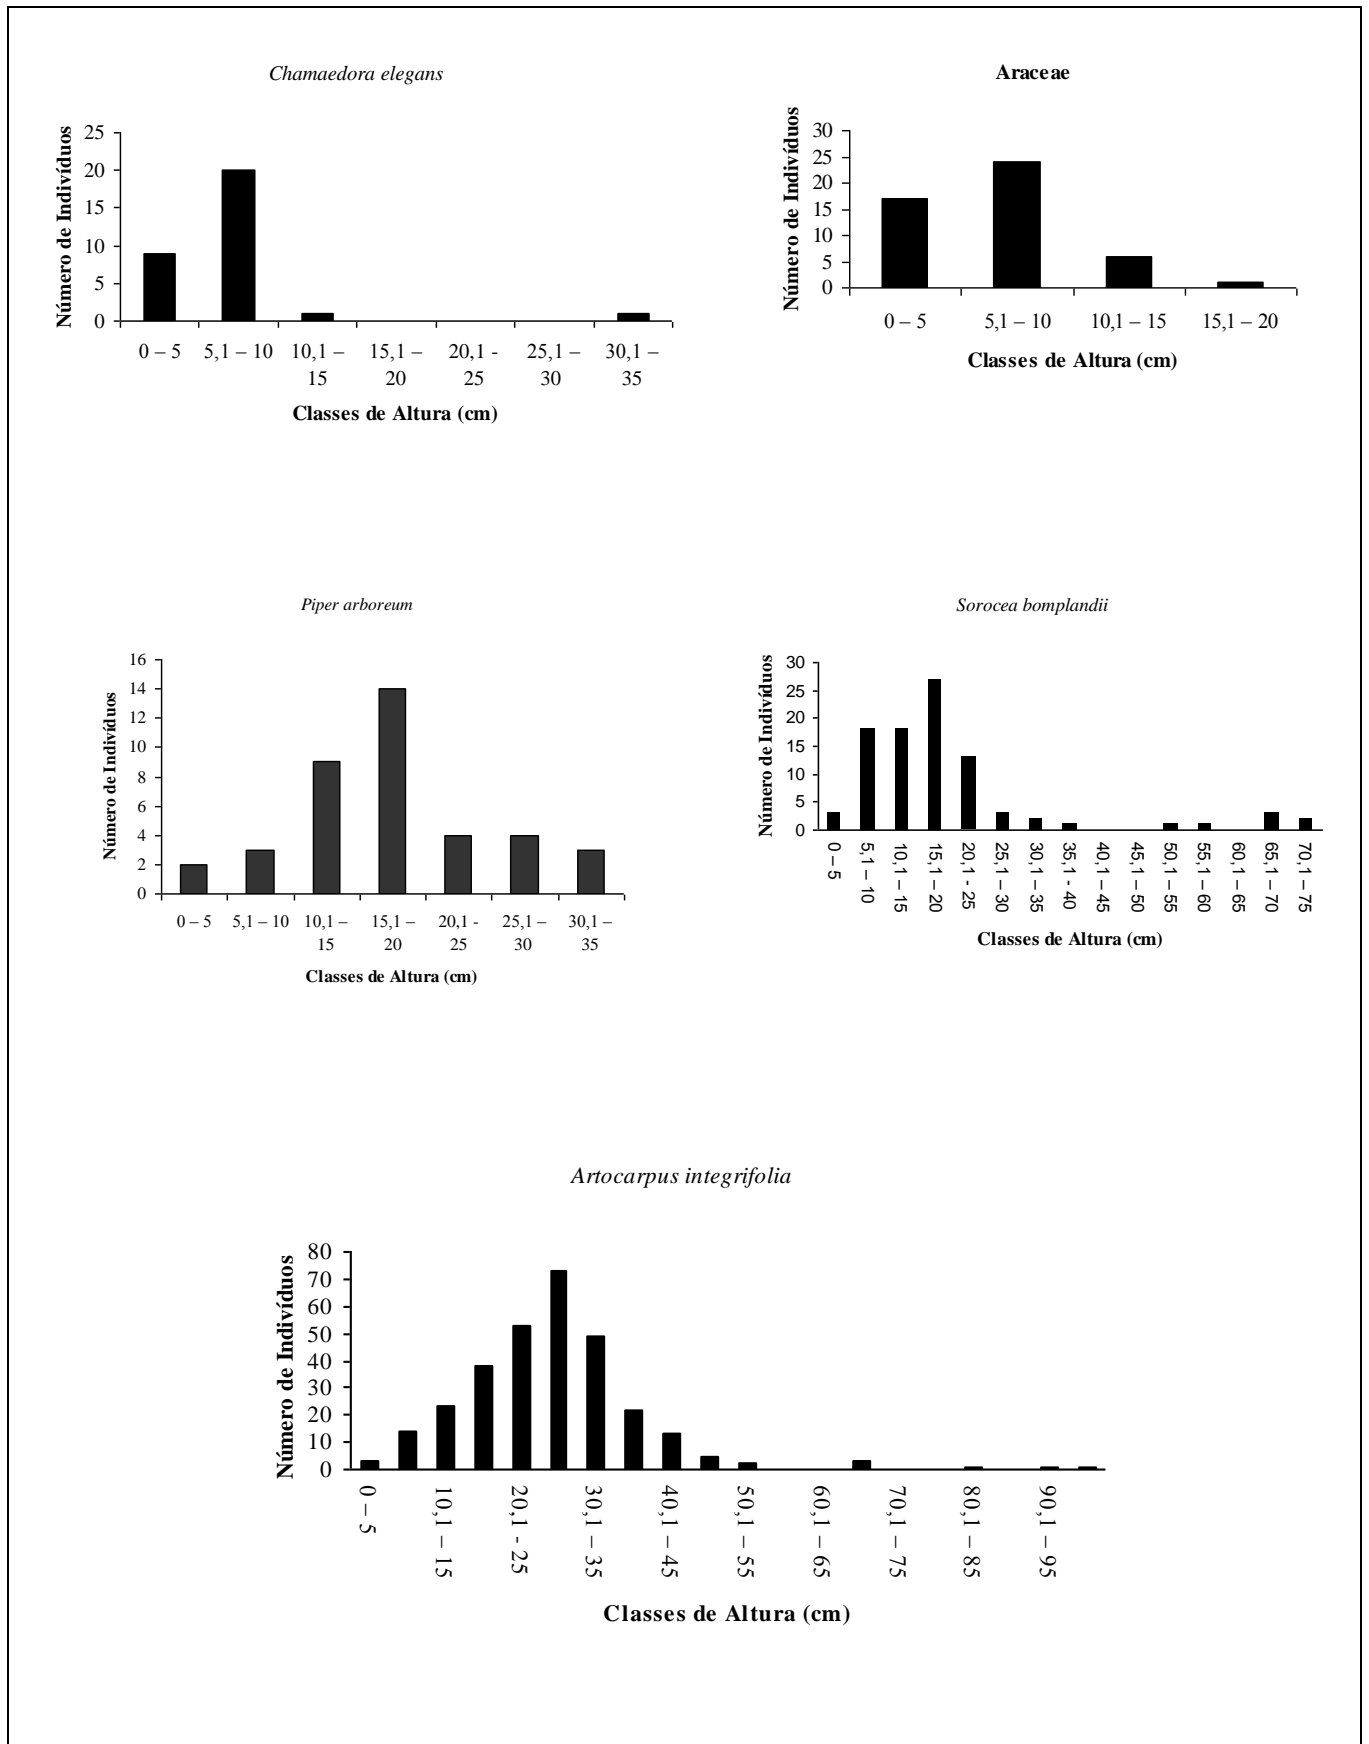 Chamaedora elegans
Número de Indivíduos
25
20
15
10
5
0
0 – 5 5,1 – 10 10,1 – 15,1 – 20,1 - 25,1 – 30,1 –
15 20 25 30 35
Classes de Altura (cm)
Araceae
Número de Indivíduos
30
25
20
15
10
5
0
0 – 5 5,1 – 10 10,1 – 15 15,1 – 20
Classes de Altura (cm)
Piper arboreum
Número de Indivíduos
16
14
12
10
8
6
4
2
0
0 – 5 5,1 – 10 10,1 – 15,1 – 20,1 - 25,1 – 30,1 –
15 20 25 30 35
Classes de Altura (cm)
Sorocea bomplandii
Número de Indivíduos
30
25
20
15
10
5
0
0 – 5
5,1 – 10
10,1 – 15
15,1 – 20
20,1 - 25
25,1 – 30
30,1 – 35
35,1 - 40
40,1 – 45
45,1 – 50
50,1 – 55
55,1 – 60
60,1 – 65
65,1 – 70
70,1 – 75
Classes de Altura (cm)
Artocarpus integrifolia
Número de Indivíduos
80
70
60
50
40
30
20
10
0
0 – 5
10,1 – 15
20,1 - 25
30,1 – 35
40,1 – 45
50,1 – 55
60,1 – 65
70,1 – 75
80,1 – 85
90,1 – 95
Classes de Altura (cm)